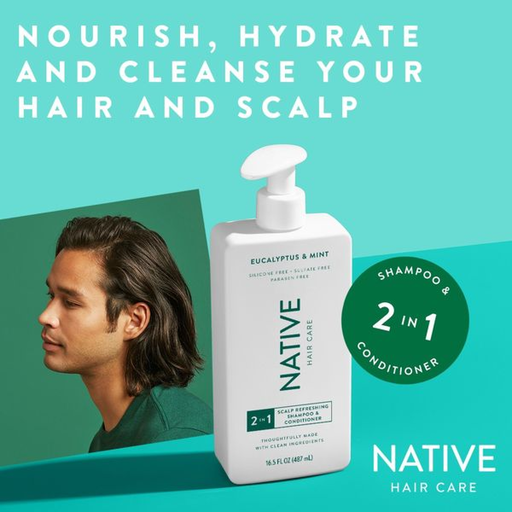 NOURISH, HYDRATE
AND CLEANSE YOUR
HAIR AND SCALP
EUCALYPTUS & MINT
SILICONE FREE • SULFATE FREE
PARABEN FREE
NATIVE
HAIR CARE
2 IN 1
SCALP REFRESHING
SHAMPOO &
CONDITIONER
THOUGHTFULLY MADE
WITH CLEAN INGREDIENTS
16.5 FL OZ (487 mL)
SHAMPOO &
2 IN 1
CONDITIONER
NATIVE
HAIR CARE